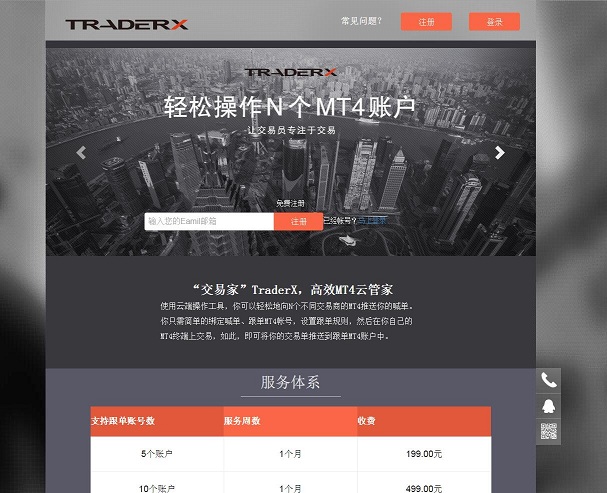 TRADERX
常见问题?
注册
登录
TRADERX
轻松操作N个MT4账户
让交易员专注于交易
免费注册
输入您的Eamil邮箱
注册
已经帐号?马上登录!
“交易家”TraderX，高效MT4云管家
使用云端操作工具，你可以轻松地向N个不同交易商的MT4推送你的喊单。
你只需简单的绑定喊单、跟单MT4帐号，设置跟单规则，然后在你自己的
MT4终端上交易，如此，即可将你的交易单推送到跟单MT4账户中。
服务体系
支持跟单账号数
服务周数
收费
5个账户
1个月
199.00元
10个账户
1个月
499.00元